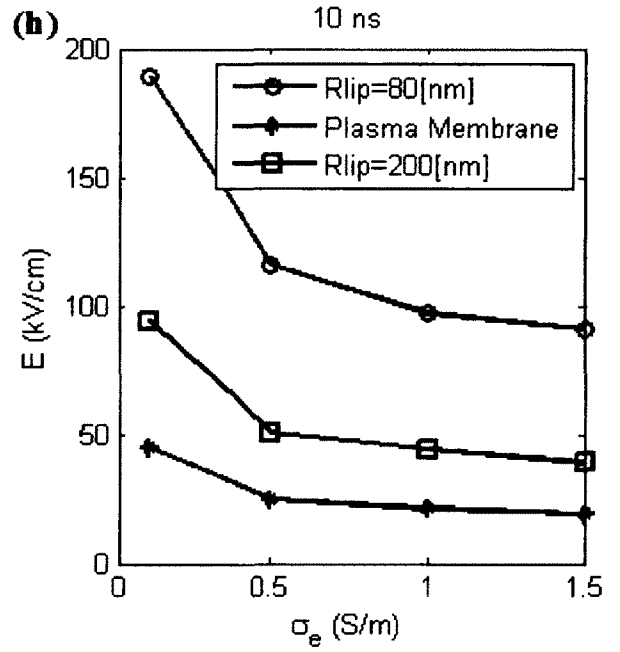 (h)
10 ns
200
150
100
50
0
E (kV/cm)
Rlip=80[nm]
Plasma Membrane
Rlip=200[nm]
0
0.5
1
1.5
σe (S/m)